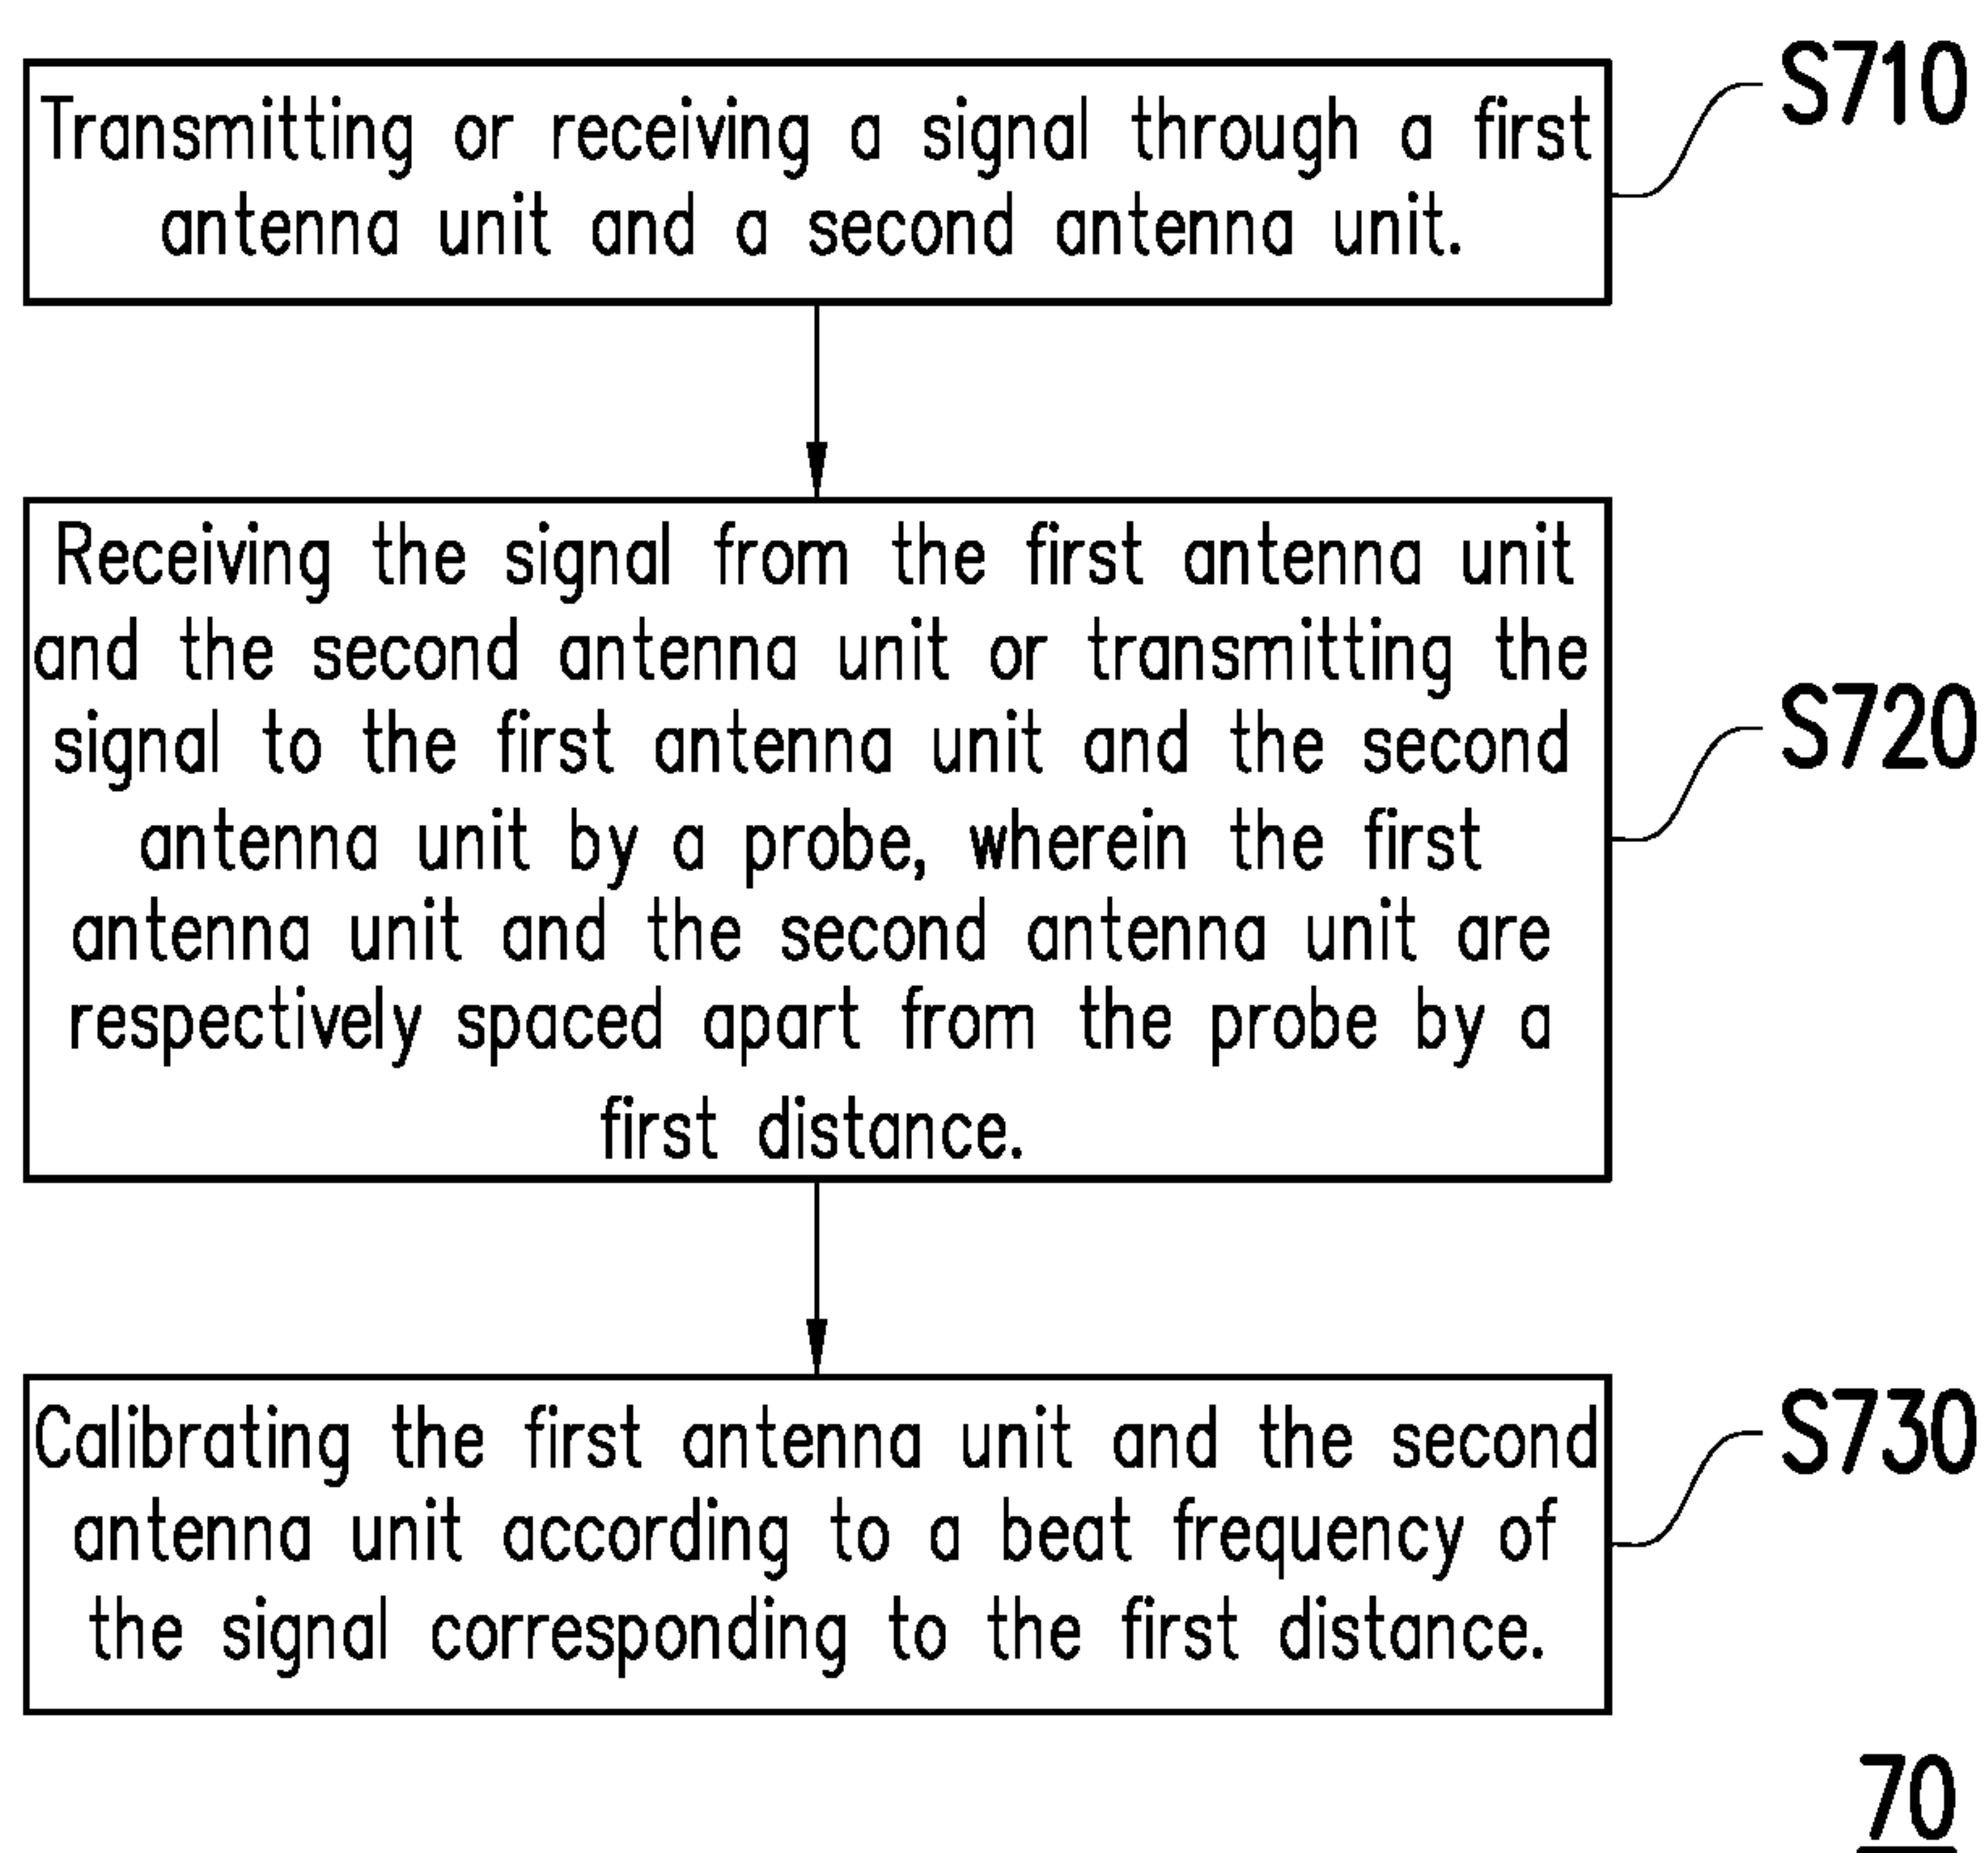 S710
Transmitting or receiving a signal through a first
antenna unit and a second antenna unit.
Receiving the signal from the first antenna unit
and the second antenna unit or transmitting the
signal to the first antenna unit and the second
antenna unit by a probe, wherein the first
antenna unit and the second antenna unit are
respectively spaced apart from the probe by a
first distance.
S720
Calibrating the first antenna unit and the second
antenna unit according to a beat frequency of
the signal corresponding to the first distance.
S730
70